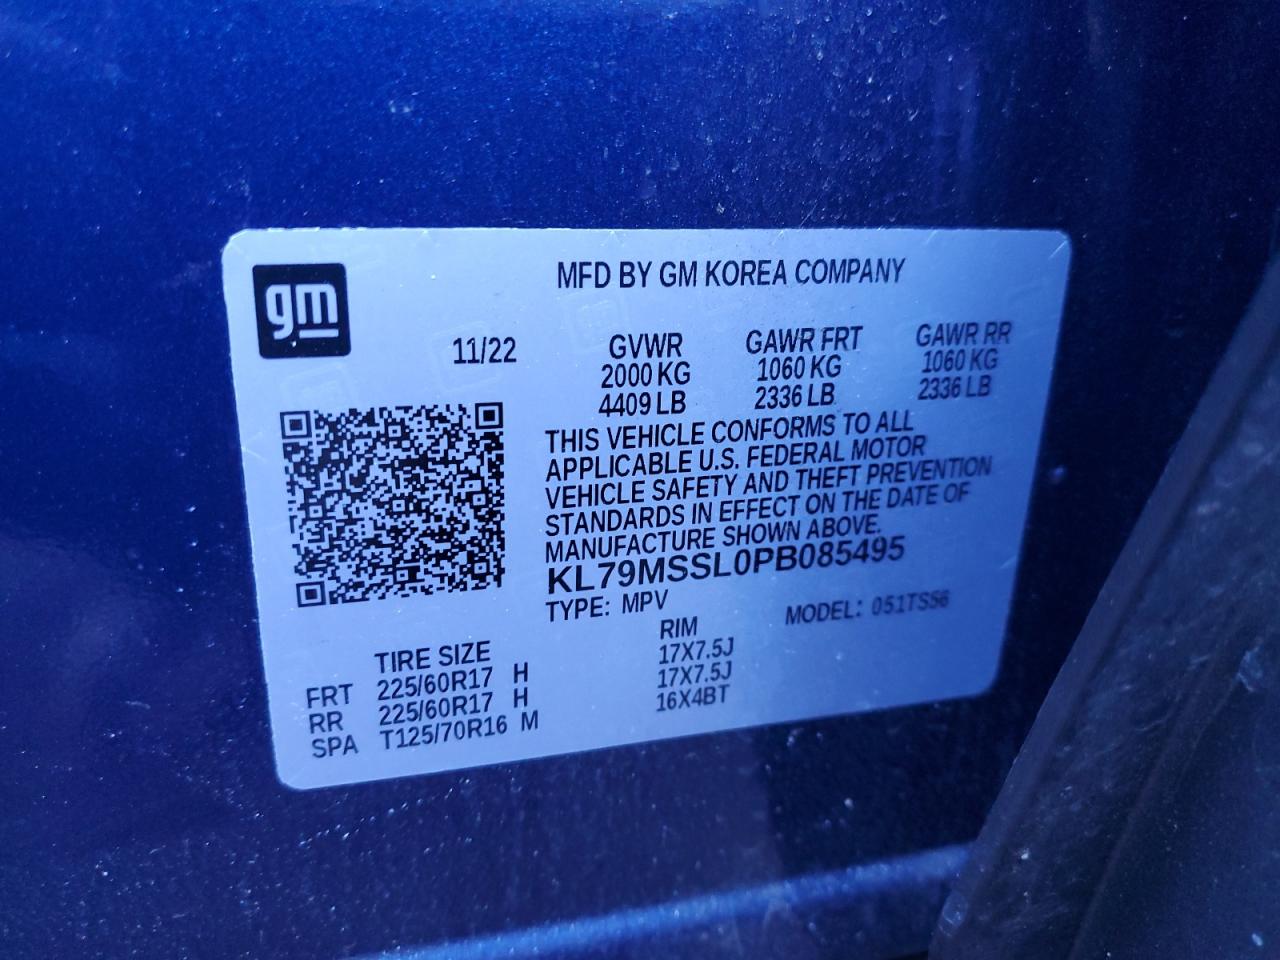 gm
MFD BY GM KOREA COMPANY
11/22 GVWR GAWR FRT GAWR RR
2000 KG 1060 KG 1060 KG
4409 LB 2336 LB 2336 LB
THIS VEHICLE CONFORMS TO ALL
APPLICABLE U.S. FEDERAL MOTOR
VEHICLE SAFETY AND THEFT PREVENTION
STANDARDS IN EFFECT ON THE DATE OF
MANUFACTURE SHOWN ABOVE.
KL79MSSL0PB085495
TYPE: MPV MODEL: 051TS56
TIRE SIZE RIM
FRT 225/60R17 H 17X7.5J
RR 225/60R17 H 17X7.5J
SPA T125/70R16 M 16X4BT